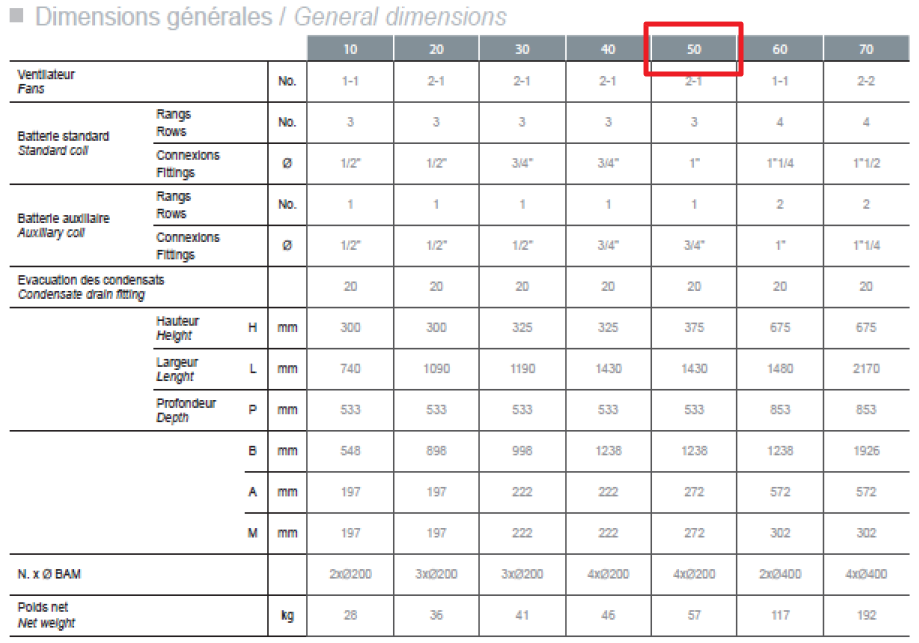 Dimensions générales / General dimensions
10 20 30 40 50 60 70
Ventilateur
Fans
No. 1-1 2-1 2-1 2-1 2-1 1-1 2-2
Batterie standard
Standard coil
Rangs
Rows
No. 3 3 3 3 3 4 4
Connexions
Fittings
Ø 1/2" 1/2" 3/4" 3/4" 1" 1"1/4 1"1/2
Batterie auxiliaire
Auxiliary coil
Rangs
Rows
No. 1 1 1 1 1 2 2
Connexions
Fittings
Ø 1/2" 1/2" 1/2" 3/4" 3/4" 1" 1"1/4
Evacuation des condensats
Condensate drain fitting
20 20 20 20 20 20 20
Hauteur
Height
H mm 300 300 325 325 375 675 675
Largeur
Lenght
L mm 740 1090 1190 1430 1430 1480 2170
Profondeur
Depth
P mm 533 533 533 533 533 853 853
B mm 548 898 998 1238 1238 1238 1926
A mm 197 197 222 222 272 572 572
M mm 197 197 222 222 272 302 302
N. x Ø BAM 2xØ200 3xØ200 3xØ200 4xØ200 4xØ200 2xØ400 4xØ400
Poids net
Net weight
kg 28 36 41 46 57 117 192